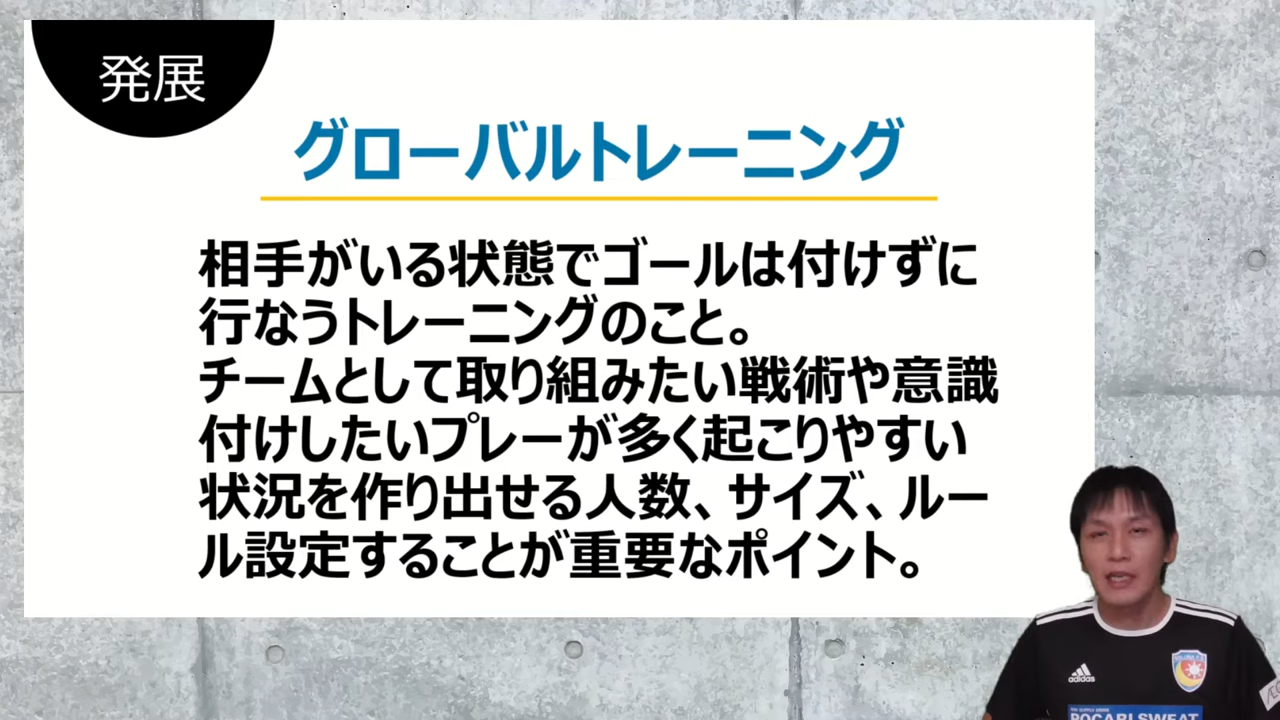 発展
グローバルトレーニング
相手がいる状態でゴールは付けずに
行なうトレーニングのこと。
チームとして取り組みたい戦術や意識
付けしたいプレーが多く起こりやすい
状況を作り出せる人数、サイズ、ルー
ル設定することが重要なポイント。
adidas
POCARI SWEAT